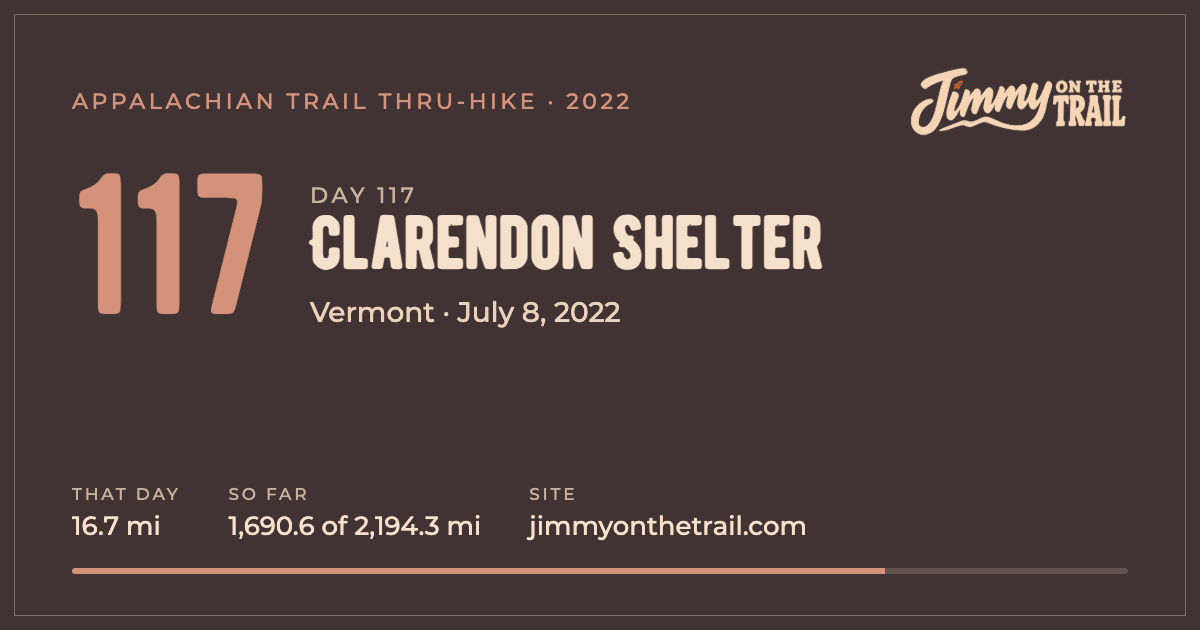 APPALACHIAN TRAIL THRU-HIKE · 2022
Jimmy ON THE TRAIL
117
DAY 117
CLARENDON SHELTER
Vermont · July 8, 2022
THAT DAY
16.7 mi
SO FAR
1,690.6 of 2,194.3 mi
SITE
jimmyonthetrail.com